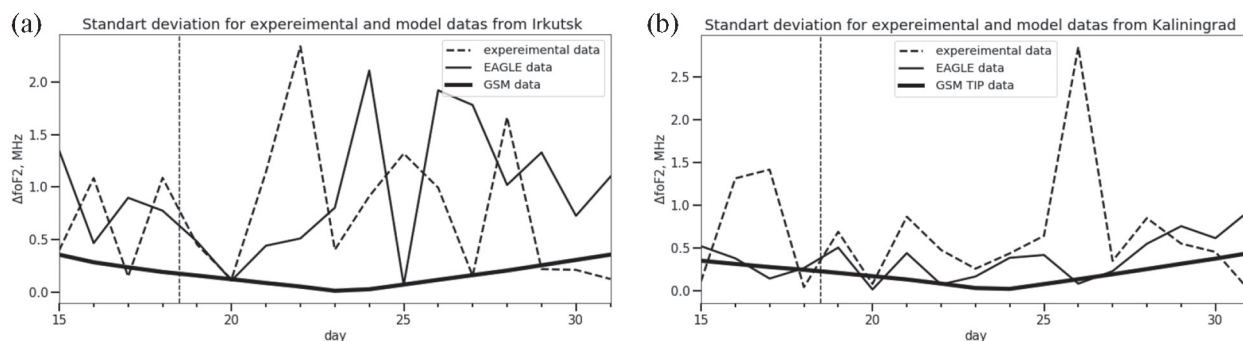 (a)
Standart deviation for expereimental and model datas from Irkutsk
expereimental data
EAGLE data
GSM data
2.0
1.5
1.0
0.5
0.0
ΔfoF2, MHz
15
20
25
30
day
(b)
Standart deviation for expereimental and model datas from Kaliningrad
expereimental data
EAGLE data
GSM TIP data
2.5
2.0
1.5
1.0
0.5
0.0
ΔfoF2, MHz
15
20
25
30
day